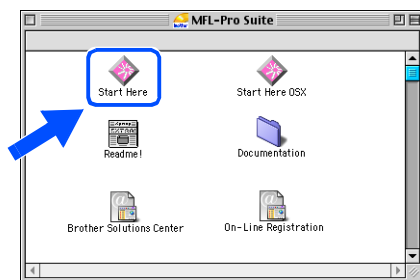 MFL-Pro Suite
Start Here
Start Here OSX
Readme!
Documentation
Brother Solutions Center
On-Line Registration